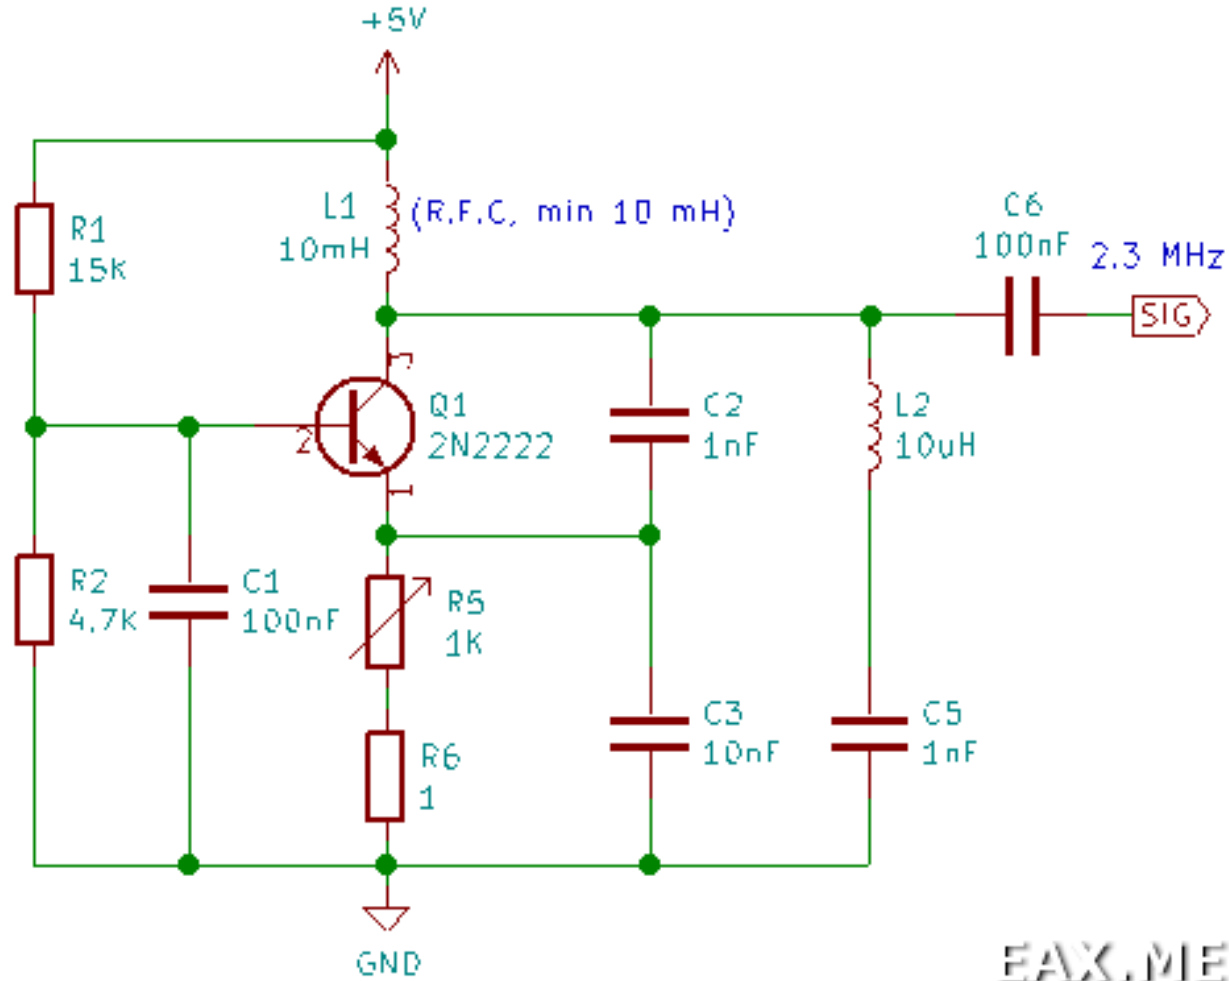 +5V
L1
(R.F.C, min 10 mH)
10mH
C6
100nF
2.3 MHz
SIG
R1
15K
3
Q1
2N2222
2
1
C2
1nF
L2
10uH
R2
4.7K
C1
100nF
R5
1K
R6
1
C3
10nF
C5
1nF
GND
EAX.ME